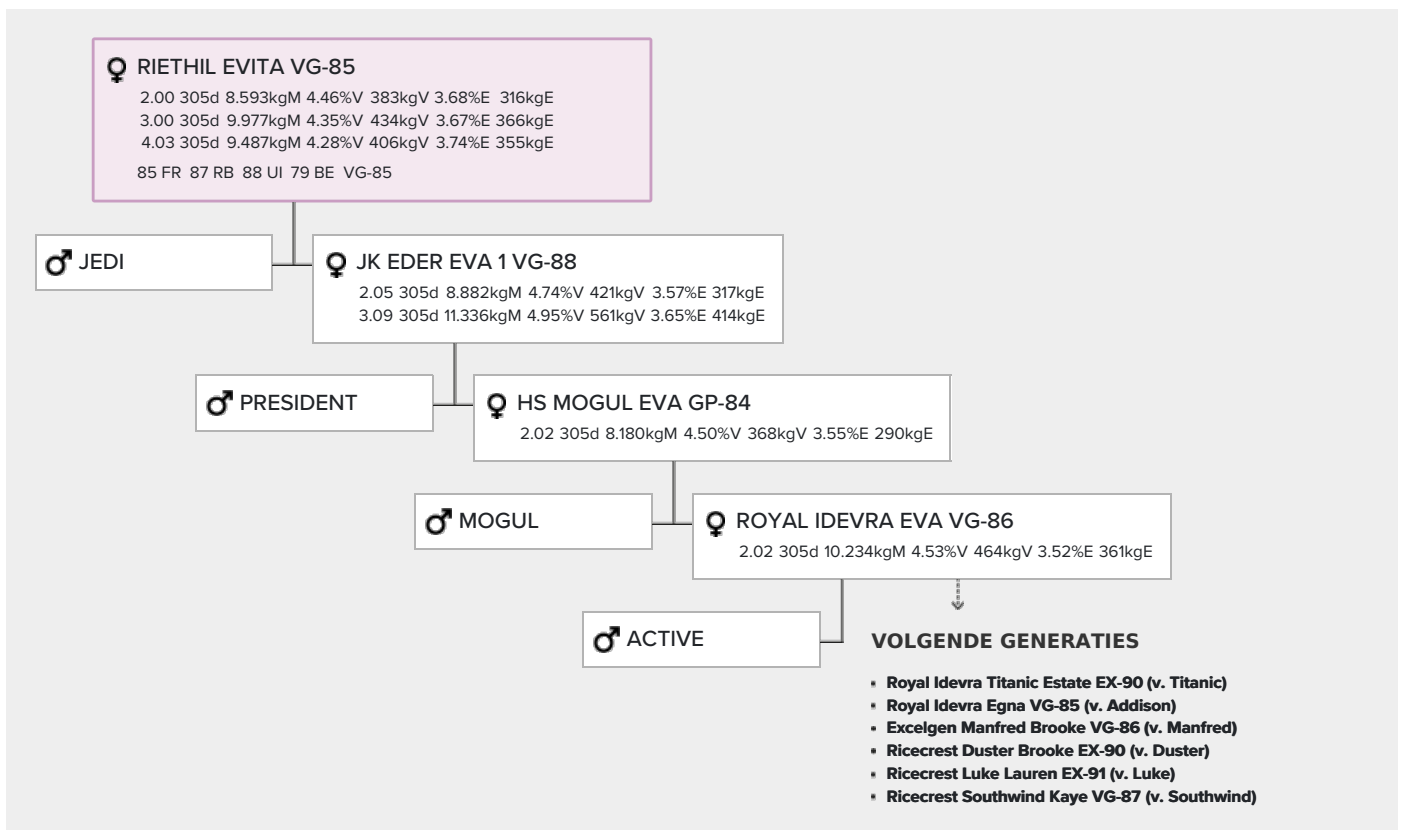 RIETHIL EVITA VG-85
2.00 305d 8.593kgM 4.46%V 383kgV 3.68%E 316kgE
3.00 305d 9.977kgM 4.35%V 434kgV 3.67%E 366kgE
4.03 305d 9.487kgM 4.28%V 406kgV 3.74%E 355kgE
85 FR 87 RB 88 UI 79 BE VG-85
JEDI
JK EDER EVA 1 VG-88
2.05 305d 8.882kgM 4.74%V 421kgV 3.57%E 317kgE
3.09 305d 11.336kgM 4.95%V 561kgV 3.65%E 414kgE
PRESIDENT
HS MOGUL EVA GP-84
2.02 305d 8.180kgM 4.50%V 368kgV 3.55%E 290kgE
MOGUL
ROYAL IDEVRA EVA VG-86
2.02 305d 10.234kgM 4.53%V 464kgV 3.52%E 361kgE
ACTIVE
VOLGENDE GENERATIES
Royal Idevra Titanic Estate EX-90 (v. Titanic)
Royal Idevra Egna VG-85 (v. Addison)
Excelgen Manfred Brooke VG-86 (v. Manfred)
Ricecrest Duster Brooke EX-90 (v. Duster)
Ricecrest Luke Lauren EX-91 (v. Luke)
Ricecrest Southwind Kaye VG-87 (v. Southwind)